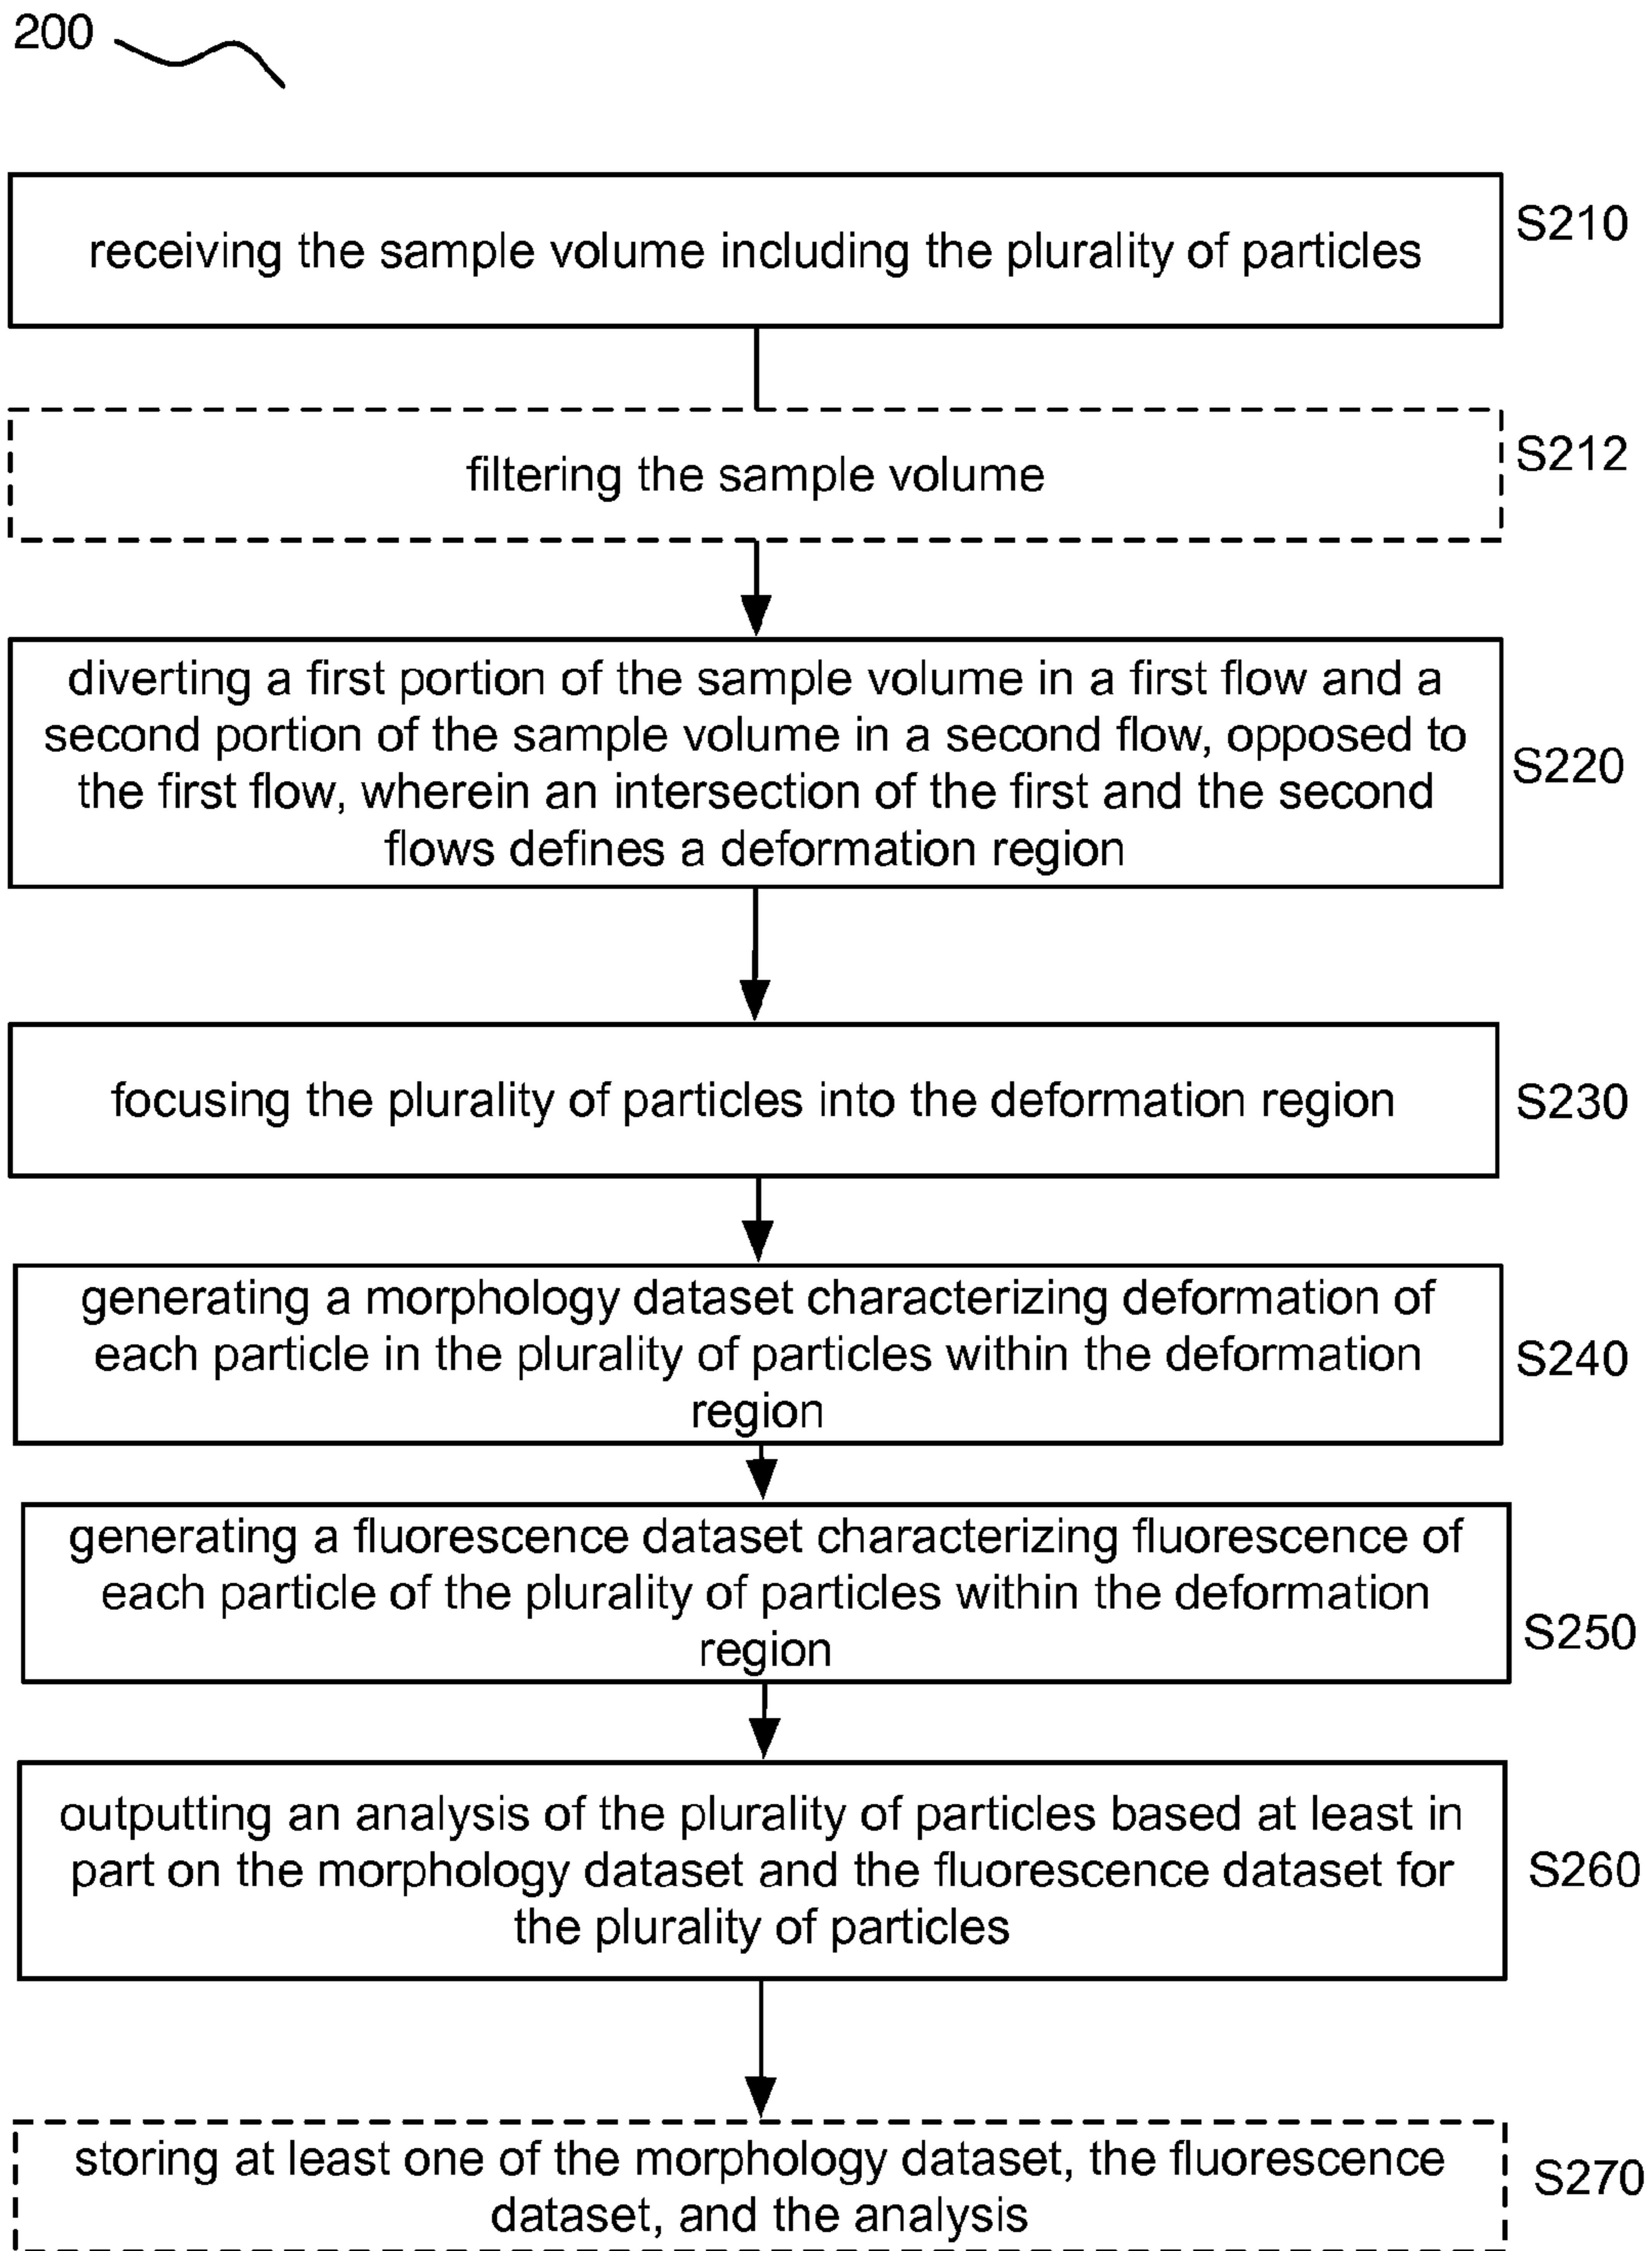 200
receiving the sample volume including the plurality of particles
S210
filtering the sample volume
S212
diverting a first portion of the sample volume in a first flow and a
second portion of the sample volume in a second flow, opposed to
the first flow, wherein an intersection of the first and the second
flows defines a deformation region
S220
focusing the plurality of particles into the deformation region
S230
generating a morphology dataset characterizing deformation of
each particle in the plurality of particles within the deformation
region
S240
generating a fluorescence dataset characterizing fluorescence of
each particle of the plurality of particles within the deformation
region
S250
outputting an analysis of the plurality of particles based at least in
part on the morphology dataset and the fluorescence dataset for
the plurality of particles
S260
storing at least one of the morphology dataset, the fluorescence
dataset, and the analysis
S270